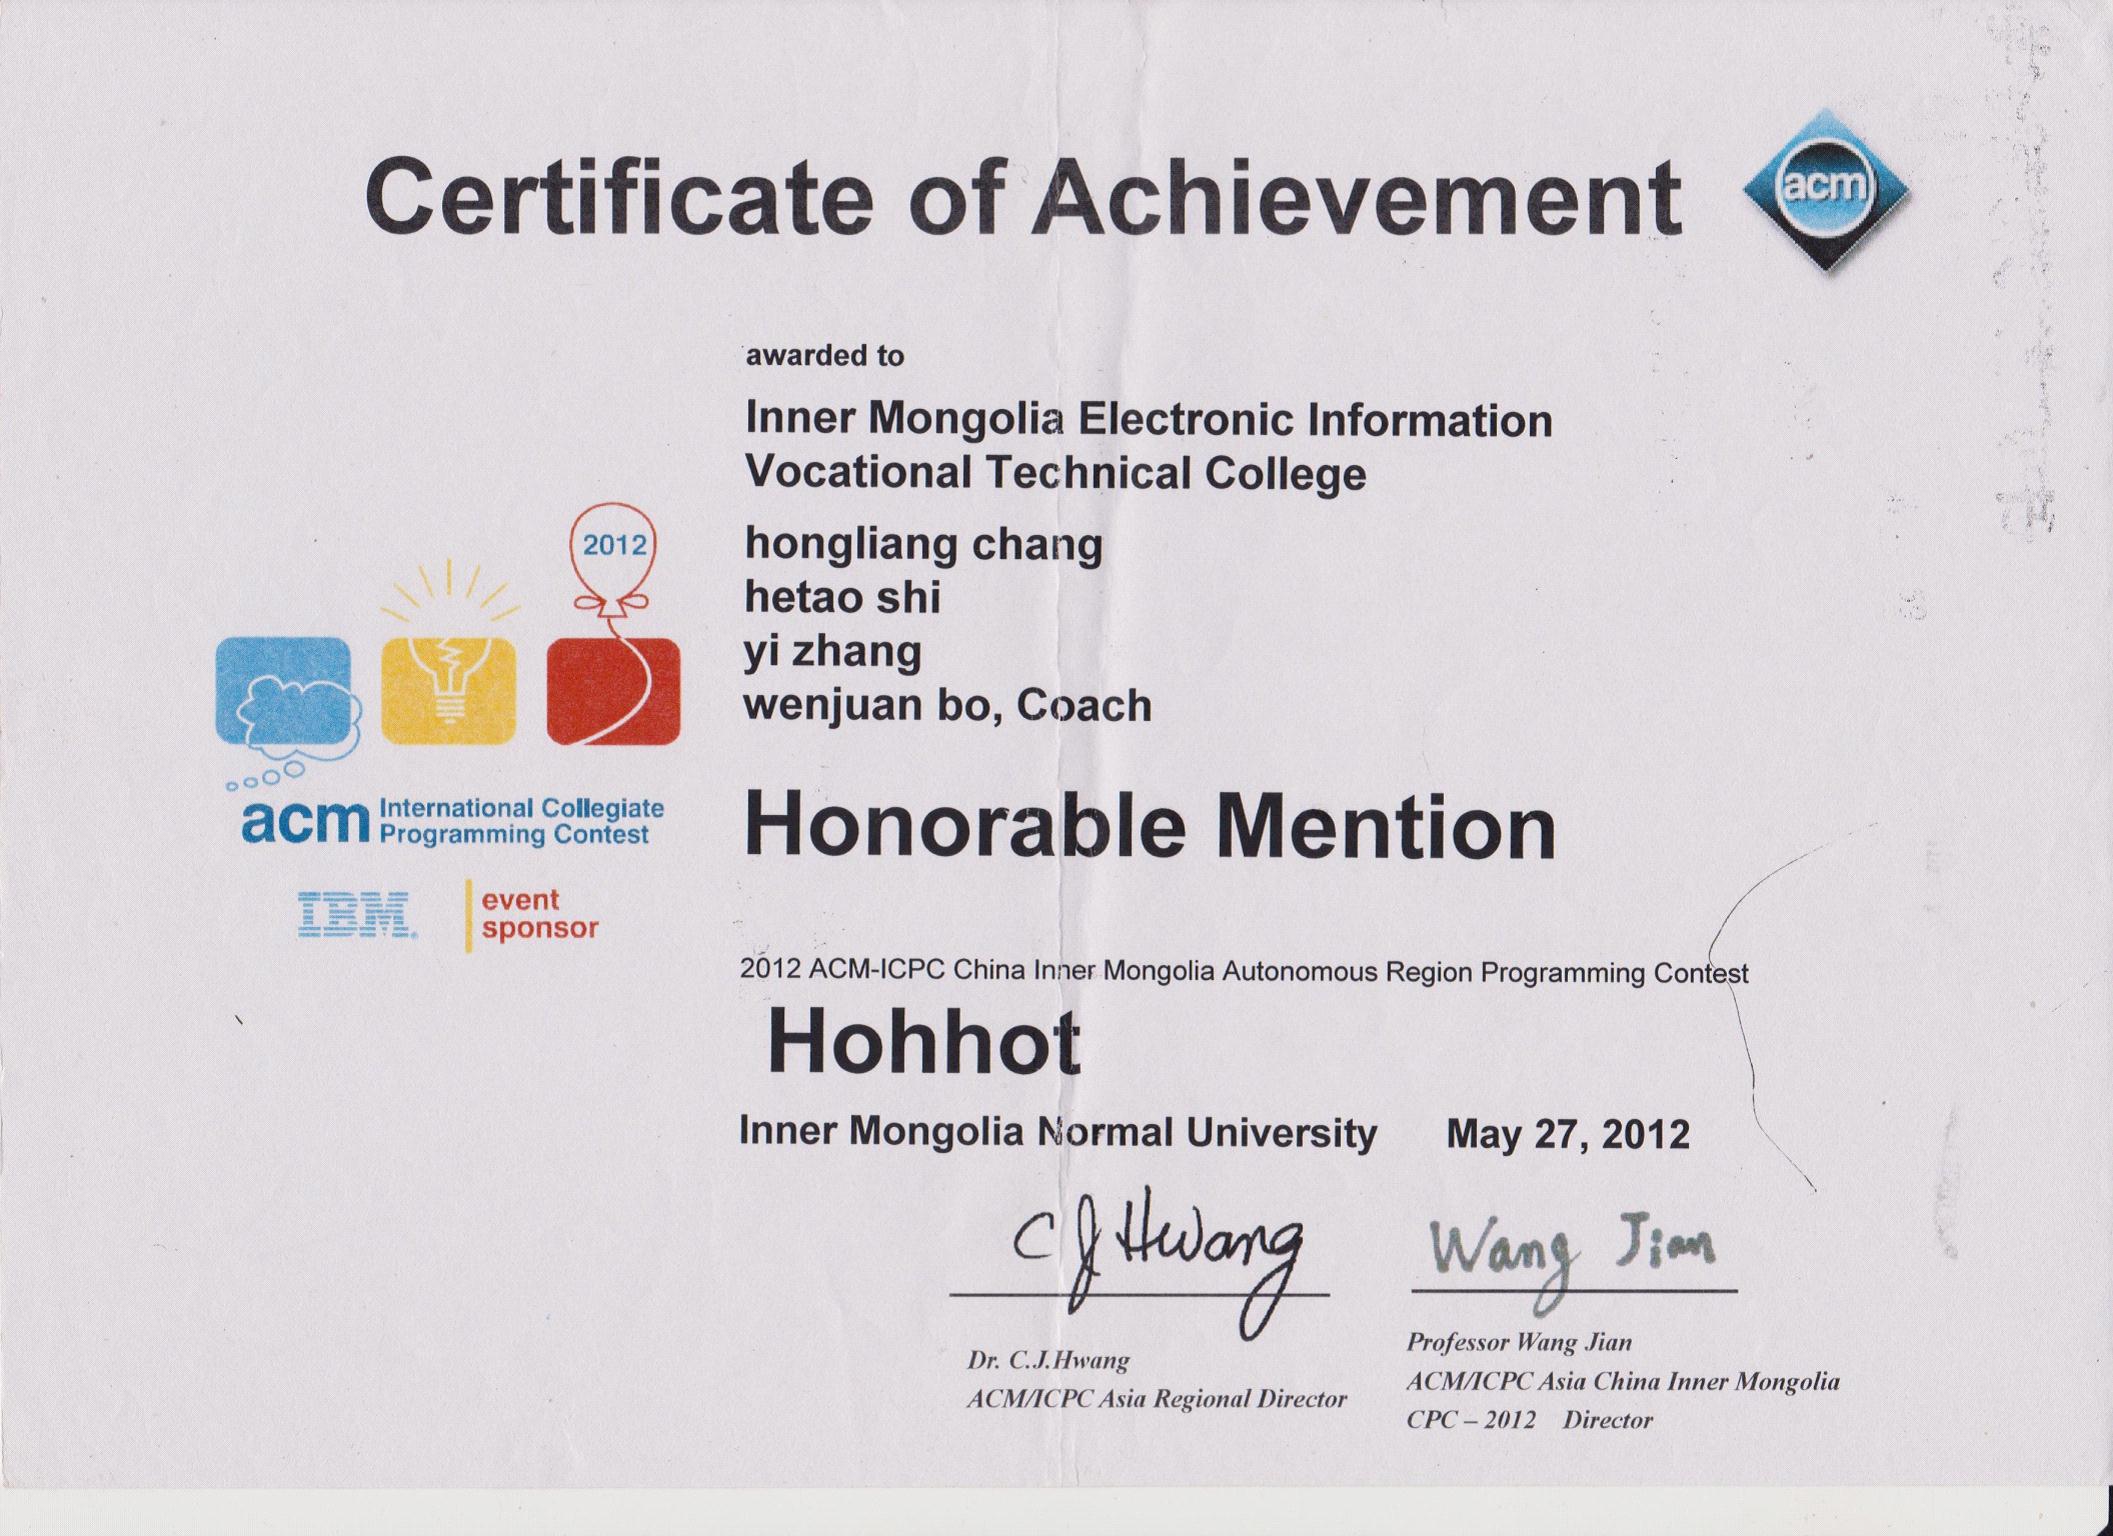 Certificate of Achievement
acm
awarded to
Inner Mongolia Electronic Information
Vocational Technical College
hongliang chang
hetao shi
yi zhang
wenjuan bo, Coach
2012
acm International Collegiate
Programming Contest
IBM.
event
sponsor
Honorable Mention
2012 ACM-ICPC China Inner Mongolia Autonomous Region Programming Contest
Hohhot
Inner Mongolia Normal University May 27, 2012
C J Hwang
Wang Jian
Dr. C.J.Hwang
ACM/ICPC Asia Regional Director
Professor Wang Jian
ACM/ICPC Asia China Inner Mongolia
CPC – 2012 Director